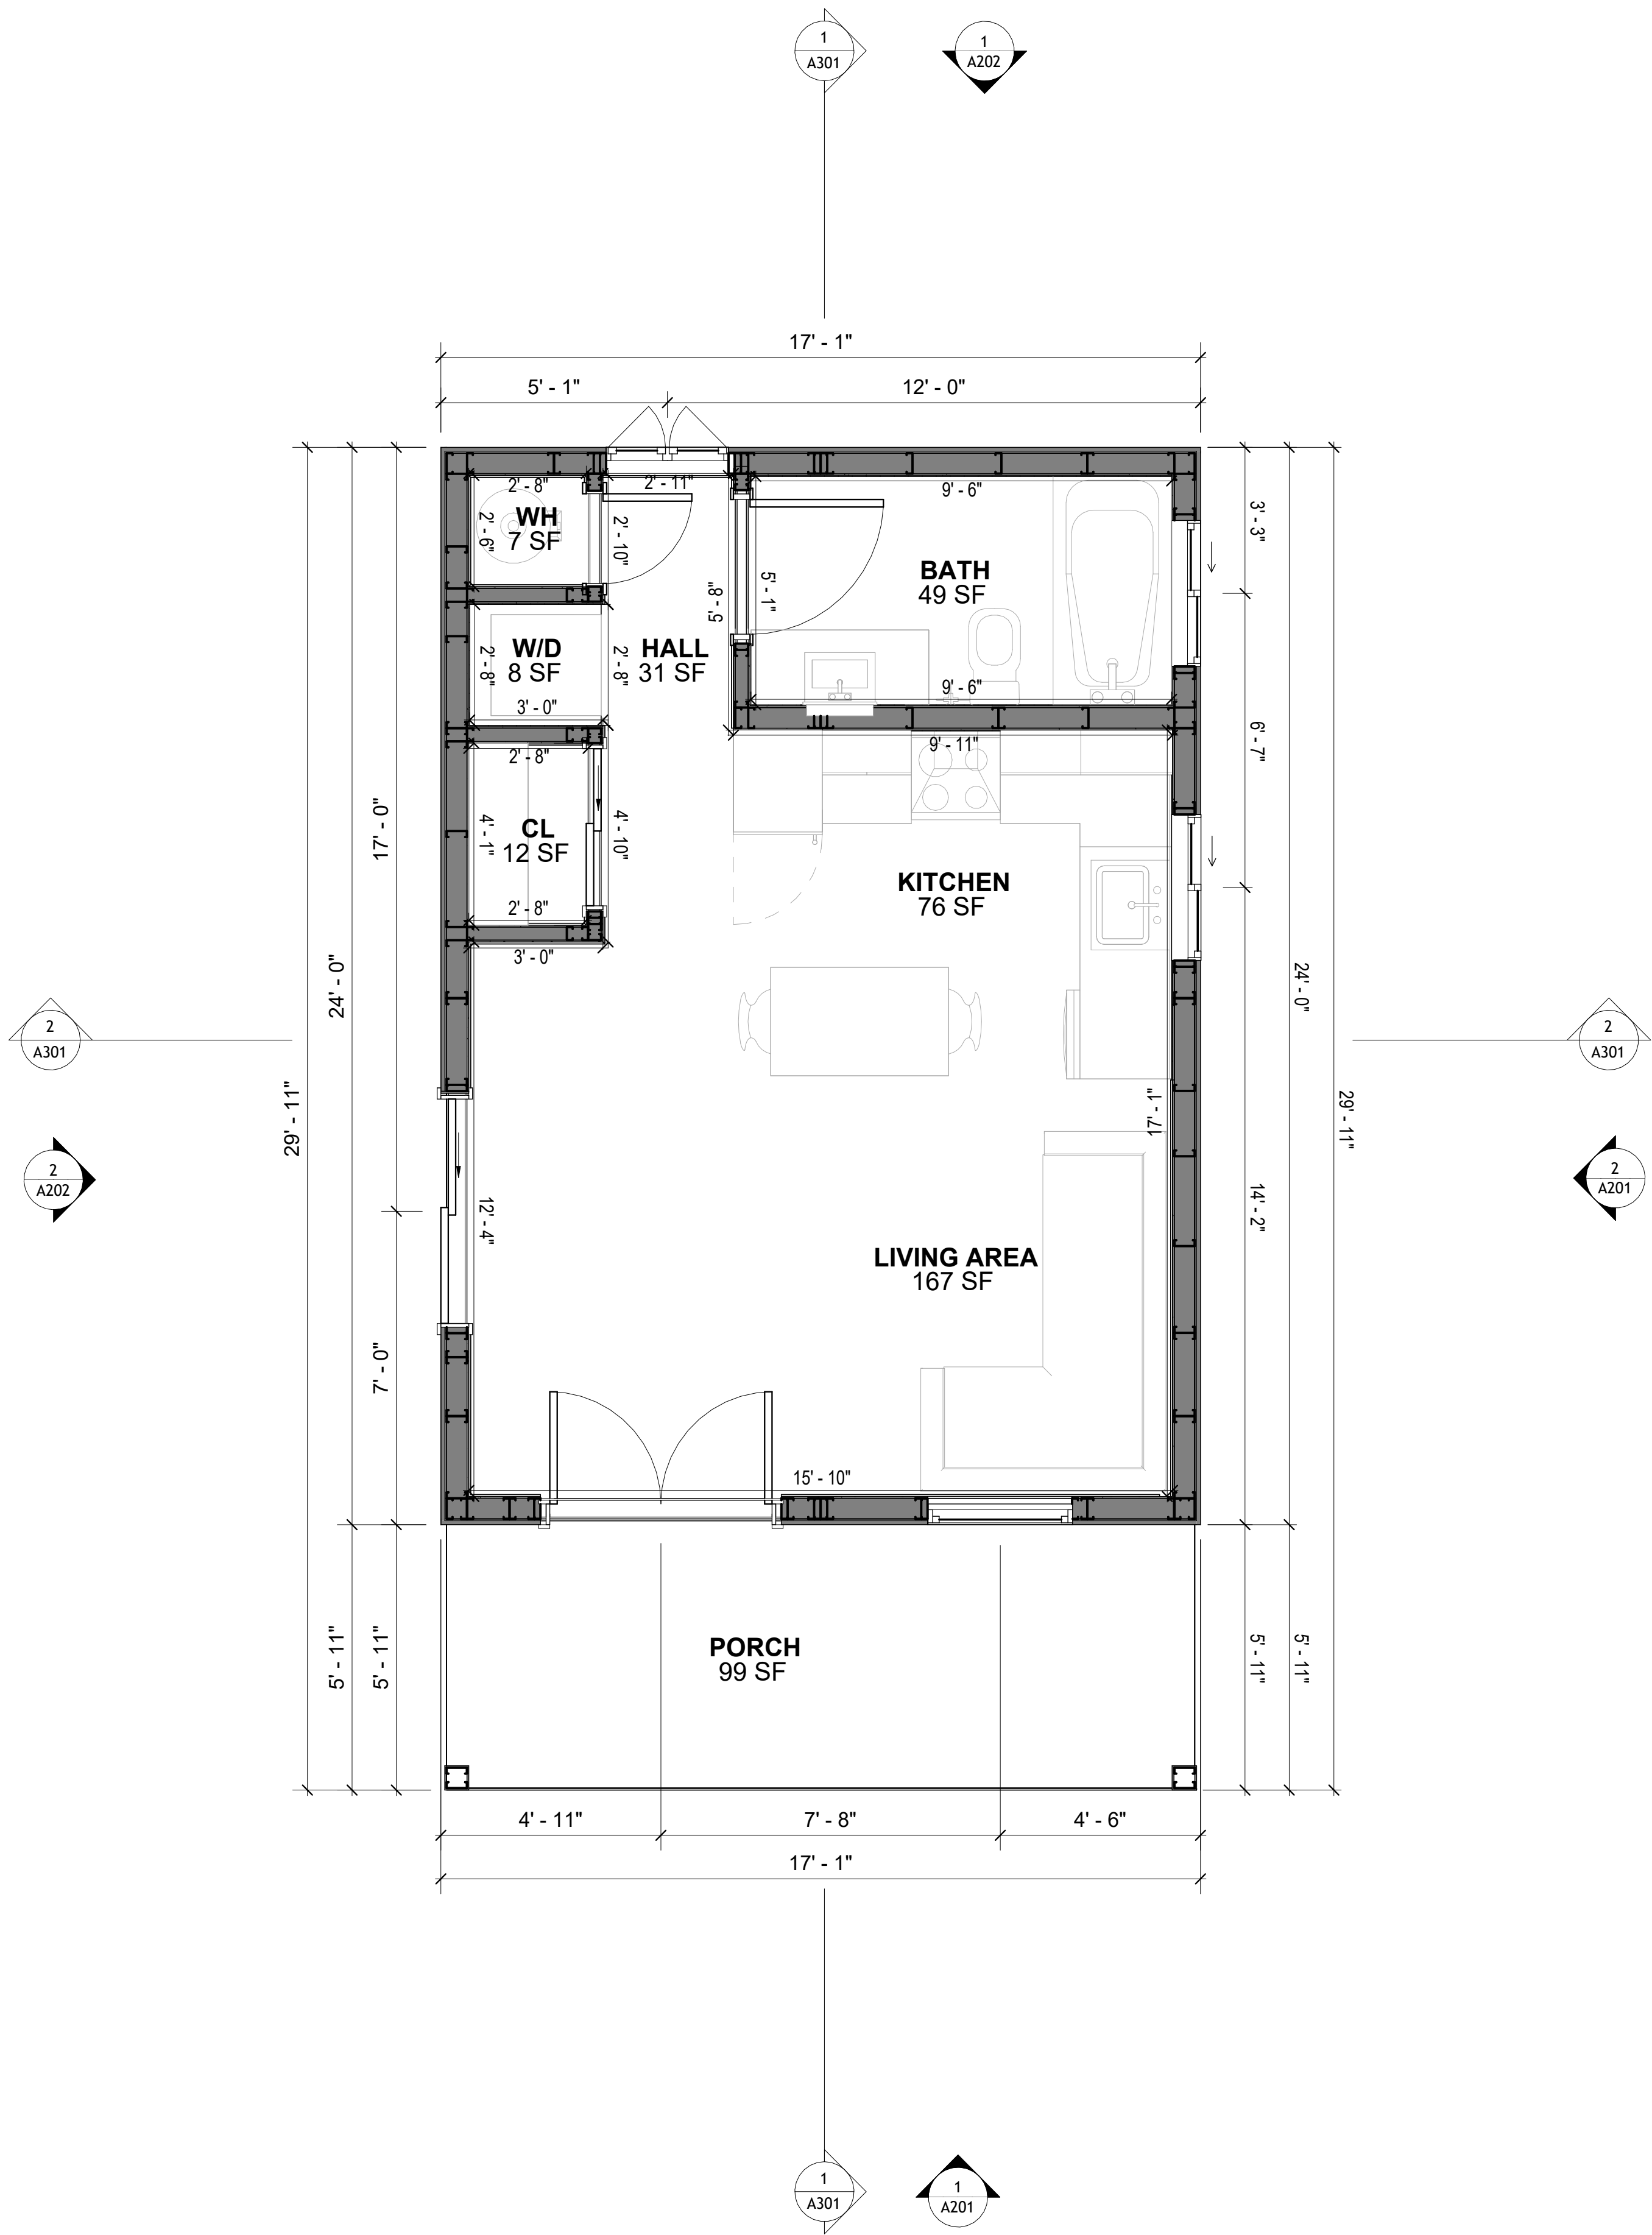 1
A301
1
A202
17' - 1"
5' - 1"
12' - 0"
2' - 8"
2' - 11"
9' - 6"
WH
7 SF
2' - 6"
2' - 10"
3' - 3"
BATH
49 SF
5' - 8"
5' - 1"
W/D
8 SF
2' - 8"
2' - 8"
HALL
31 SF
3' - 0"
9' - 6"
2' - 8"
9' - 11"
6' - 7"
17' - 0"
CL
12 SF
4' - 1"
4' - 10"
KITCHEN
76 SF
2' - 8"
3' - 0"
24' - 0"
24' - 0"
2
A301
2
A301
29' - 11"
17' - 1"
29' - 11"
2
A202
2
A201
12' - 4"
14' - 2"
LIVING AREA
167 SF
7' - 0"
15' - 10"
5' - 11"
5' - 11"
PORCH
99 SF
5' - 11"
5' - 11"
4' - 11"
7' - 8"
4' - 6"
17' - 1"
1
A301
1
A201